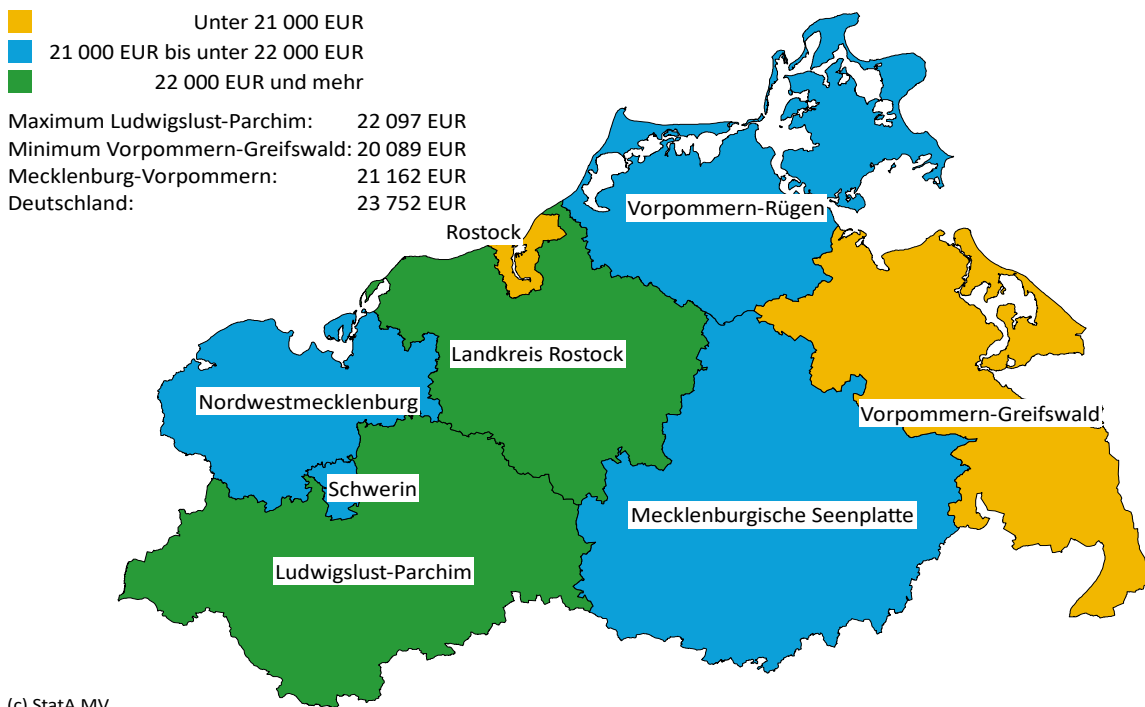 Unter 21 000 EUR
21 000 EUR bis unter 22 000 EUR
22 000 EUR und mehr
Maximum Ludwigslust-Parchim: 22 097 EUR
Minimum Vorpommern-Greifswald: 20 089 EUR
Mecklenburg-Vorpommern: 21 162 EUR
Deutschland: 23 752 EUR
Vorpommern-Rügen
Rostock
Landkreis Rostock
Nordwestmecklenburg
Vorpommern-Greifswald
Schwerin
Mecklenburgische Seenplatte
Ludwigslust-Parchim
(c) StatA MV